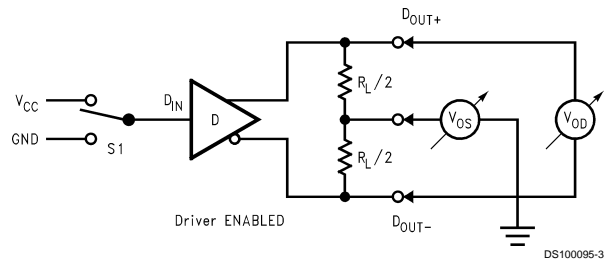 DOUT+
VCC
DIN
RL/2
D
VOS
VOD
GND
S1
RL/2
Driver ENABLED
DOUT−
DS100095-3